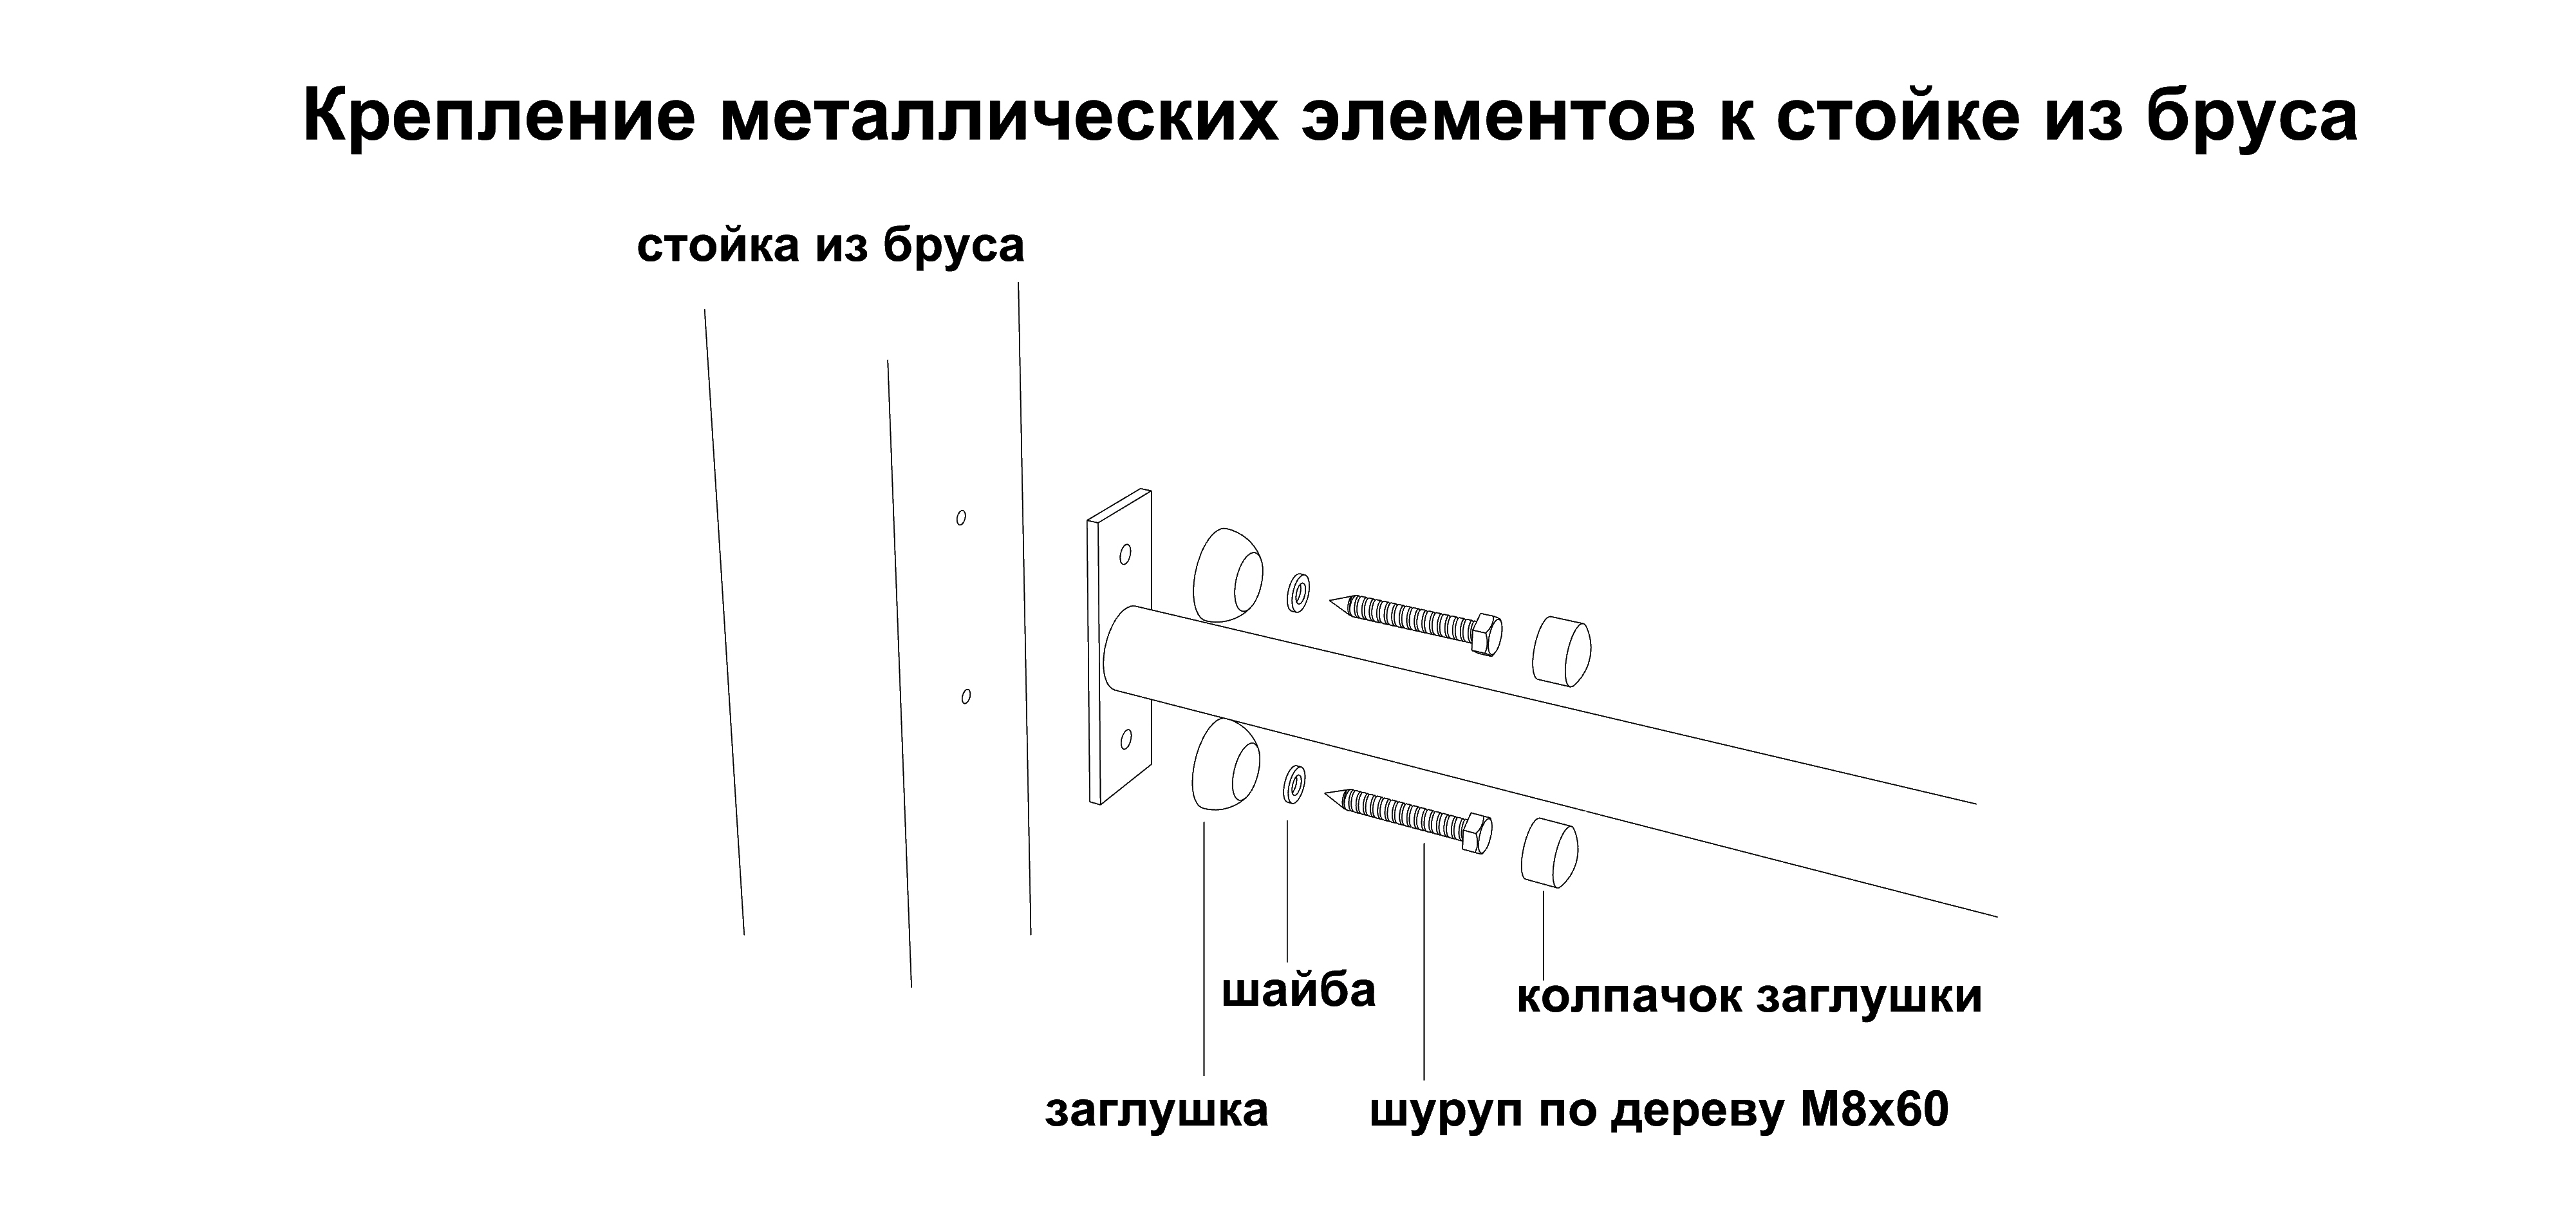 Крепление металлических элементов к стойке из бруса
стойка из бруса
шайба
колпачок заглушки
заглушка
шуруп по дереву М8х60